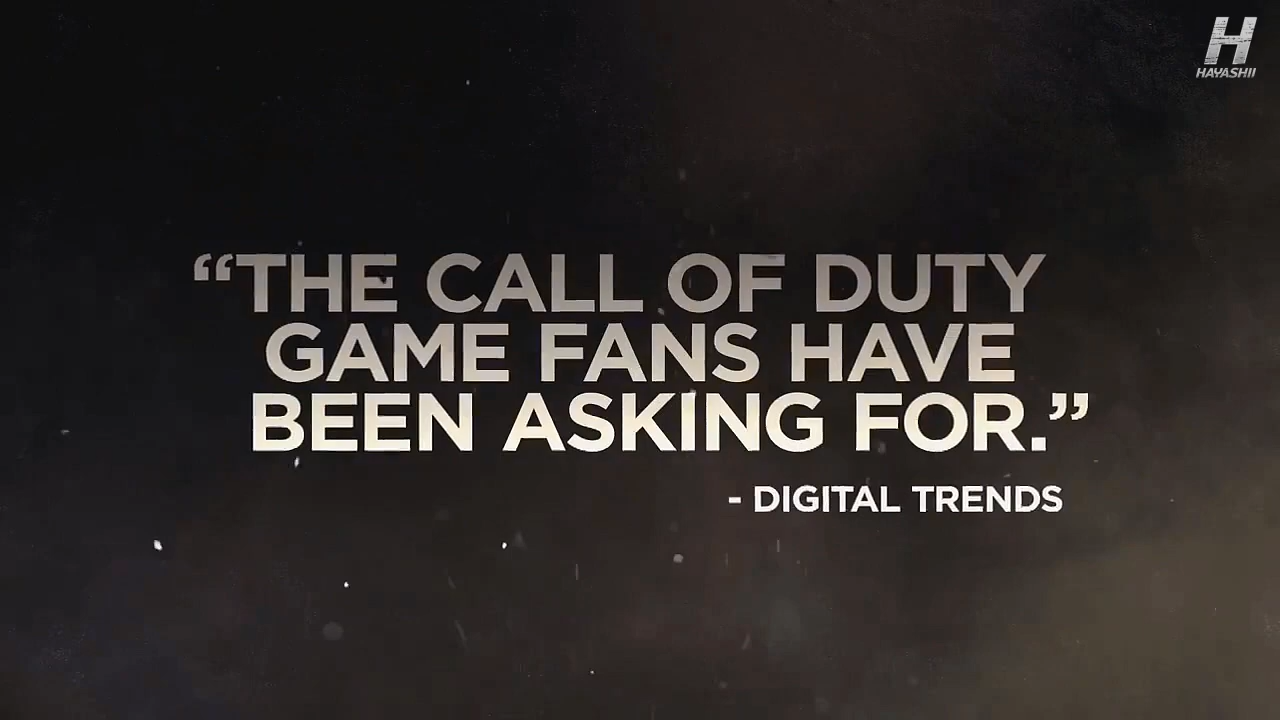 H
HAYASHII
“THE CALL OF DUTY
GAME FANS HAVE
BEEN ASKING FOR.”
- DIGITAL TRENDS